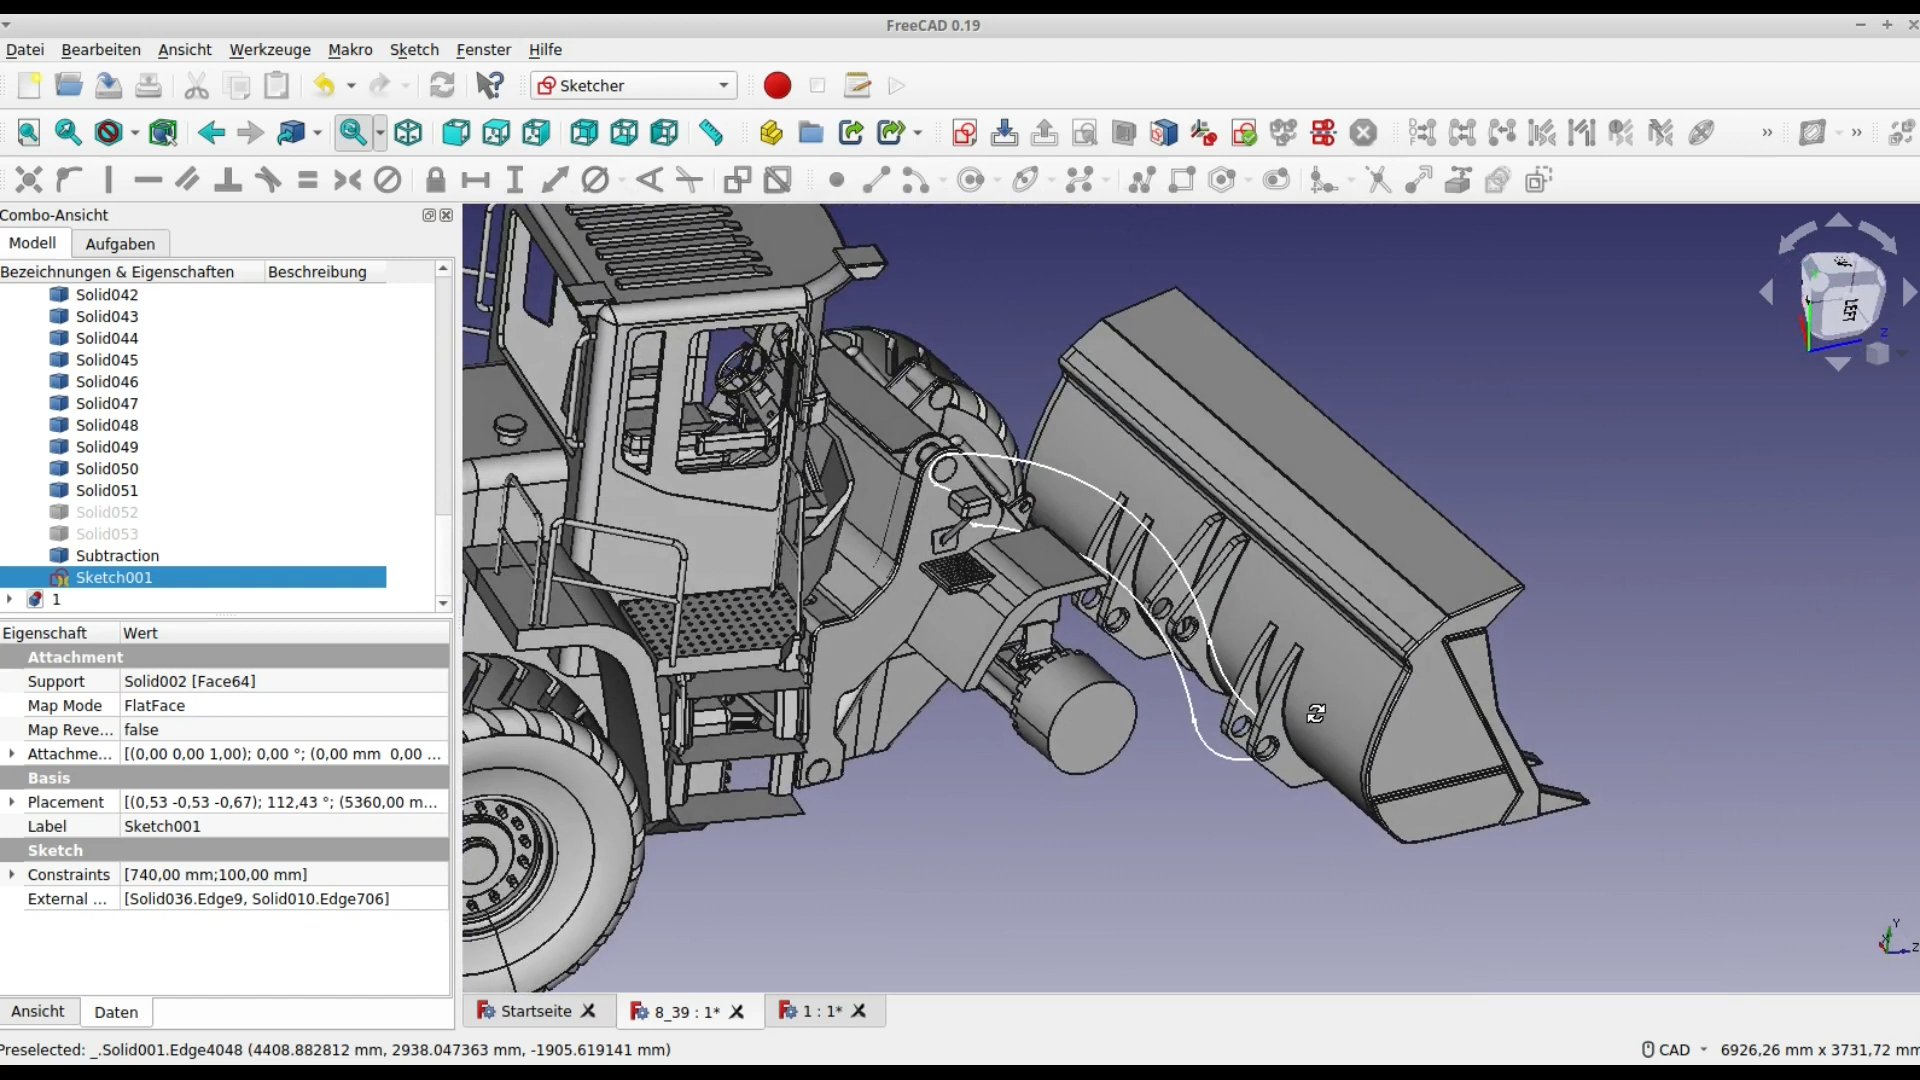 FreeCAD 0.19
Datei Bearbeiten Ansicht Werkzeuge Makro Sketch Fenster Hilfe
Sketcher
Combo-Ansicht
Modell Aufgaben
Bezeichnungen & Eigenschaften Beschreibung
Solid042
Solid043
Solid044
Solid045
Solid046
Solid047
Solid048
Solid049
Solid050
Solid051
Solid052
Solid053
Subtraction
Sketch001
1
Eigenschaft Wert
Attachment
Support Solid002 [Face64]
Map Mode FlatFace
Map Reve... false
Attachme... [(0,00 0,00 1,00); 0,00 °; (0,00 mm 0,00 ...
Basis
Placement [(0,53 -0,53 -0,67); 112,43 °; (5360,00 m...
Label Sketch001
Sketch
Constraints [740,00 mm;100,00 mm]
External ... [Solid036.Edge9, Solid010.Edge706]
Ansicht Daten
LEFT
Z
Y
X
Z
Startseite 8_39 : 1* 1 : 1*
Preselected: _.Solid001.Edge4048 (4408.882812 mm, 2938.047363 mm, -1905.619141 mm)
CAD 6926,26 mm x 3731,72 mm